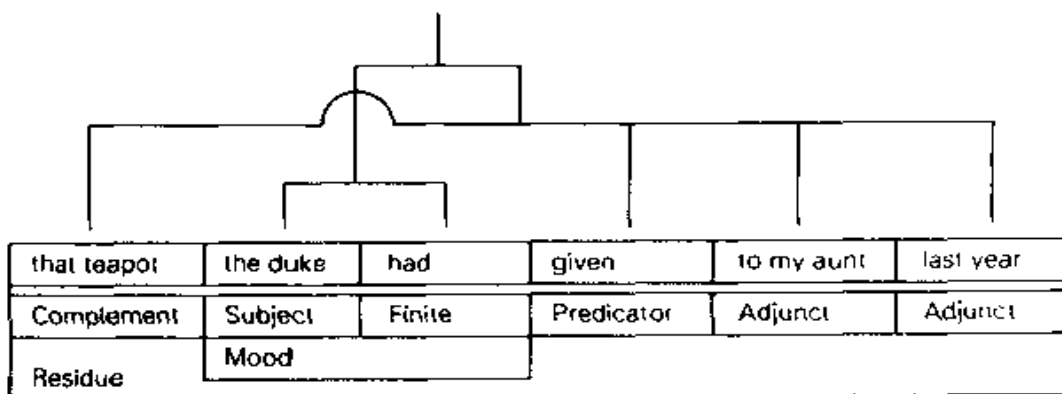 that teapot the duke had given to my aunt last year
Complement Subject Finite Predicator Adjunct Adjunct
Mood
Residue